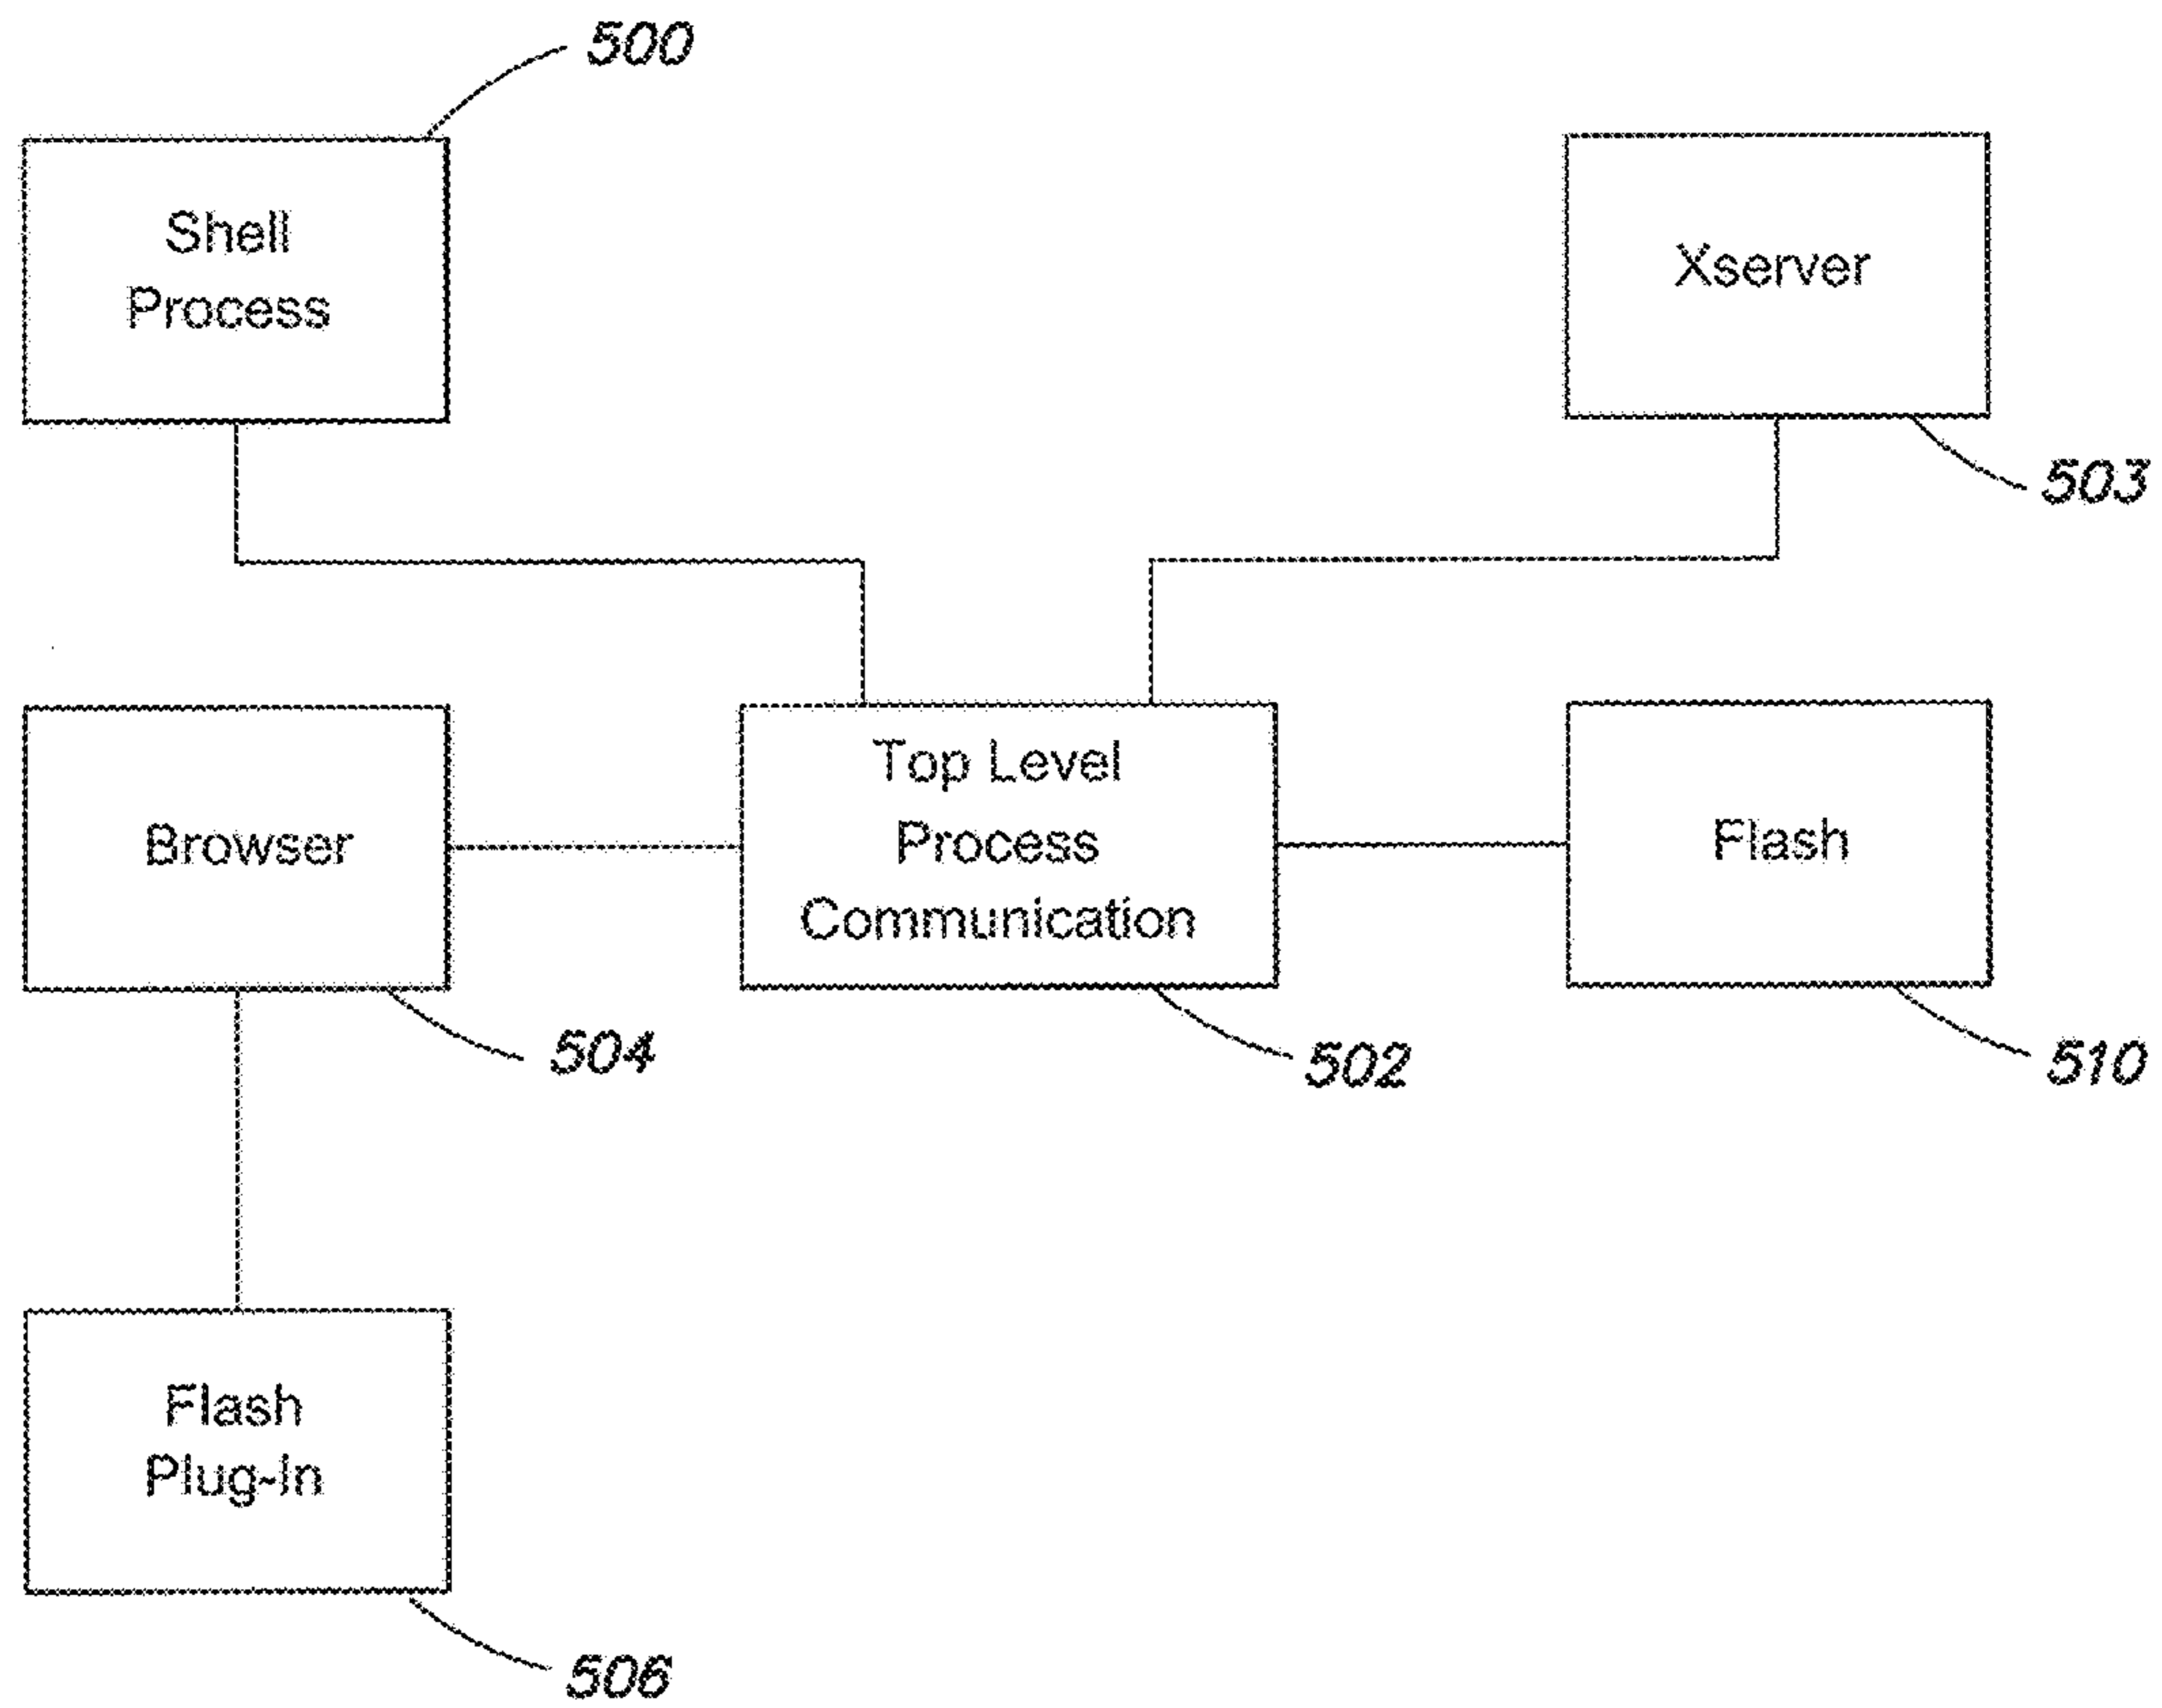 500
Shell
Process
Xserver
503
Browser
504
Top Level
Process
Communication
502
Flash
510
Flash
Plug-In
506